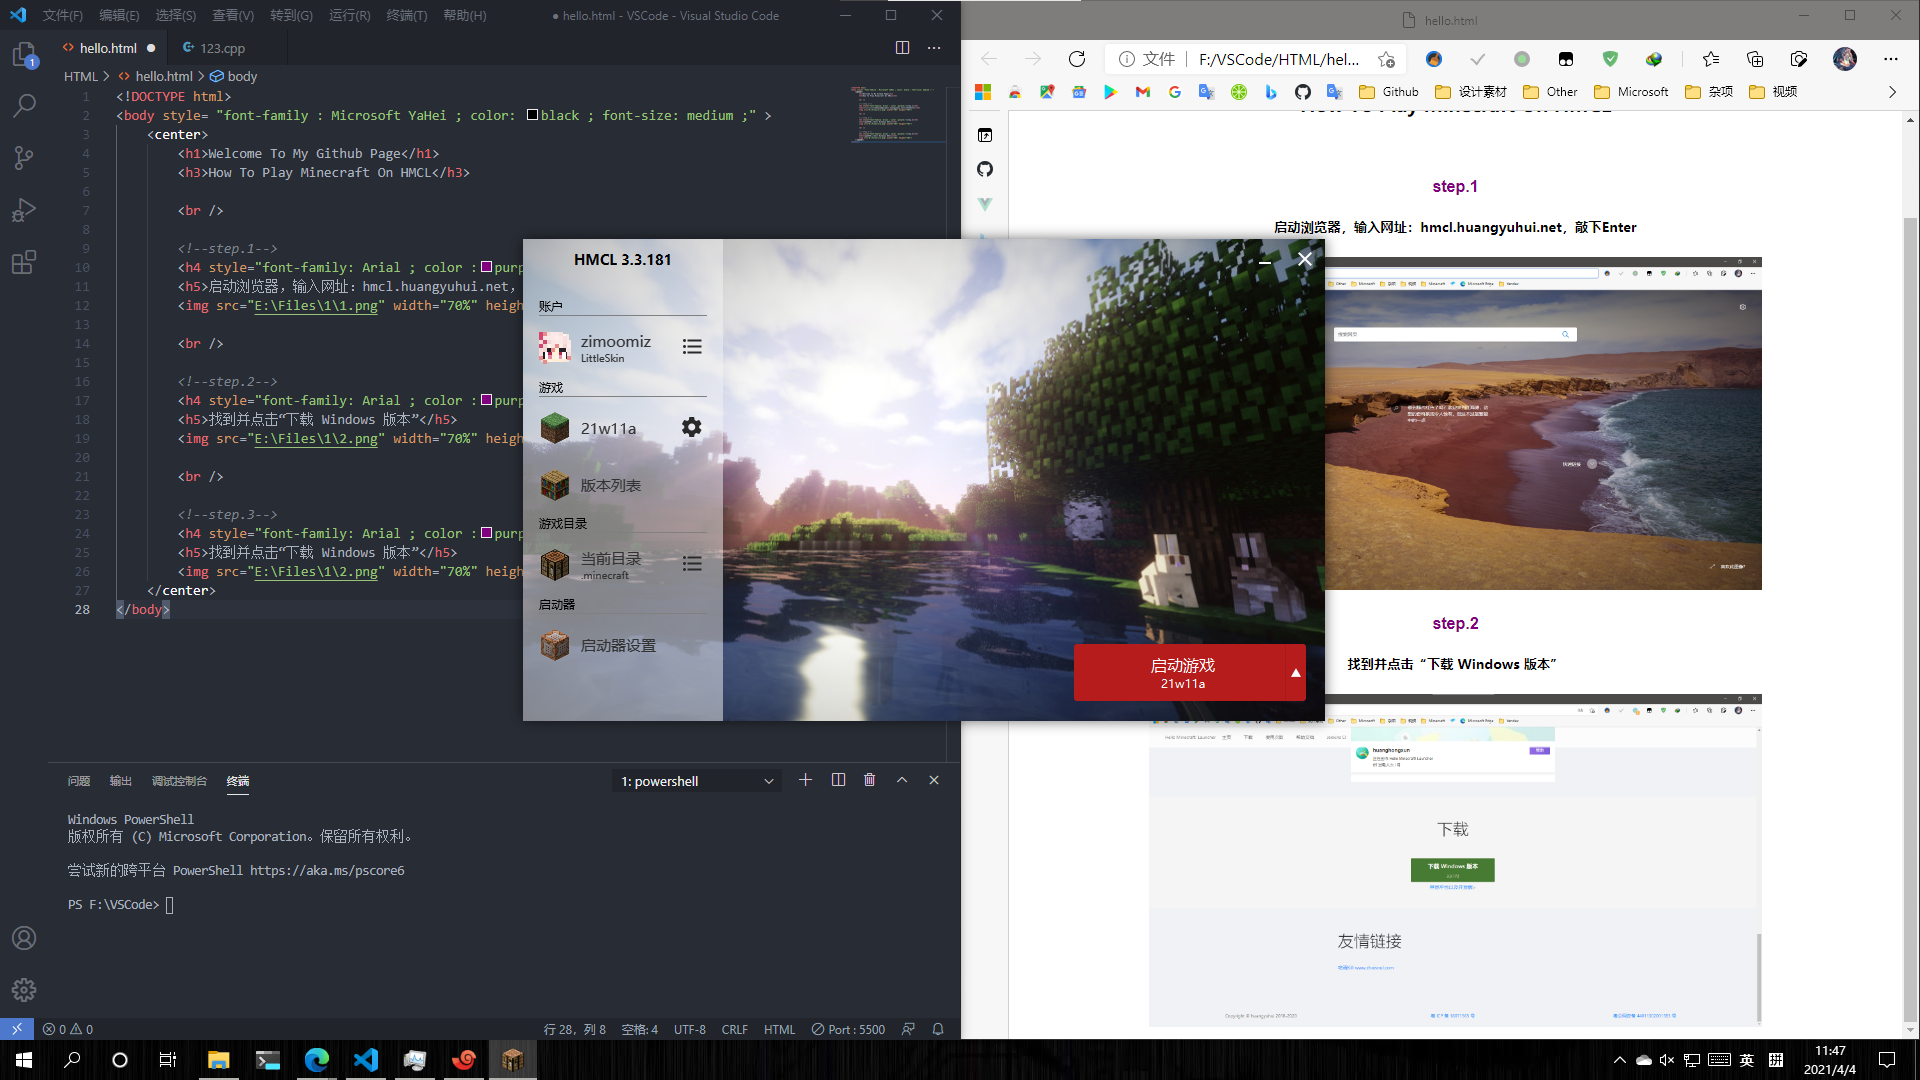 文件(F) 编辑(E) 选择(S) 查看(V) 转到(G) 运行(R) 终端(T) 帮助(H)
● hello.html - VSCode - Visual Studio Code
hello.html
123.cpp
HTML > hello.html > body
1 <!DOCTYPE html>
2 <body style= "font-family : Microsoft YaHei ; color: black ; font-size: medium ;" >
3 <center>
4 <h1>Welcome To My Github Page</h1>
5 <h3>How To Play Minecraft On HMCL</h3>
6
7 <br />
8
9 <!--step.1-->
10 <h4 style="font-family: Arial ; color : purp
11 <h5>启动浏览器，输入网址：hmcl.huangyuhui.net，
12 <img src="E:\Files\1\1.png" width="70%" heigh
13
14 <br />
15
16 <!--step.2-->
17 <h4 style="font-family: Arial ; color : purp
18 <h5>找到并点击“下载 Windows 版本”</h5>
19 <img src="E:\Files\1\2.png" width="70%" heigh
20
21 <br />
22
23 <!--step.3-->
24 <h4 style="font-family: Arial ; color : purp
25 <h5>找到并点击“下载 Windows 版本”</h5>
26 <img src="E:\Files\1\2.png" width="70%" heigh
27 </center>
28 </body>
问题 输出 调试控制台 终端
1: powershell
Windows PowerShell
版权所有 (C) Microsoft Corporation。保留所有权利。
尝试新的跨平台 PowerShell https://aka.ms/pscore6
PS F:\VSCode>
0 0
行 28，列 8 空格: 4 UTF-8 CRLF HTML Port : 5500
HMCL 3.3.181
账户
zimoomiz
LittleSkin
游戏
21w11a
版本列表
游戏目录
当前目录
.minecraft
启动器
启动器设置
启动游戏
21w11a
hello.html
文件 F:/VSCode/HTML/hel...
Github 设计素材 Other Microsoft 杂项 视频
How To Play Minecraft On HMCL
step.1
启动浏览器，输入网址：hmcl.huangyuhui.net，敲下Enter
step.2
找到并点击“下载 Windows 版本”
Hello Minecraft! Launcher 主页 下载
huanghongxun
下载
下载 Windows 版本
友情链接
英
11:47
2021/4/4